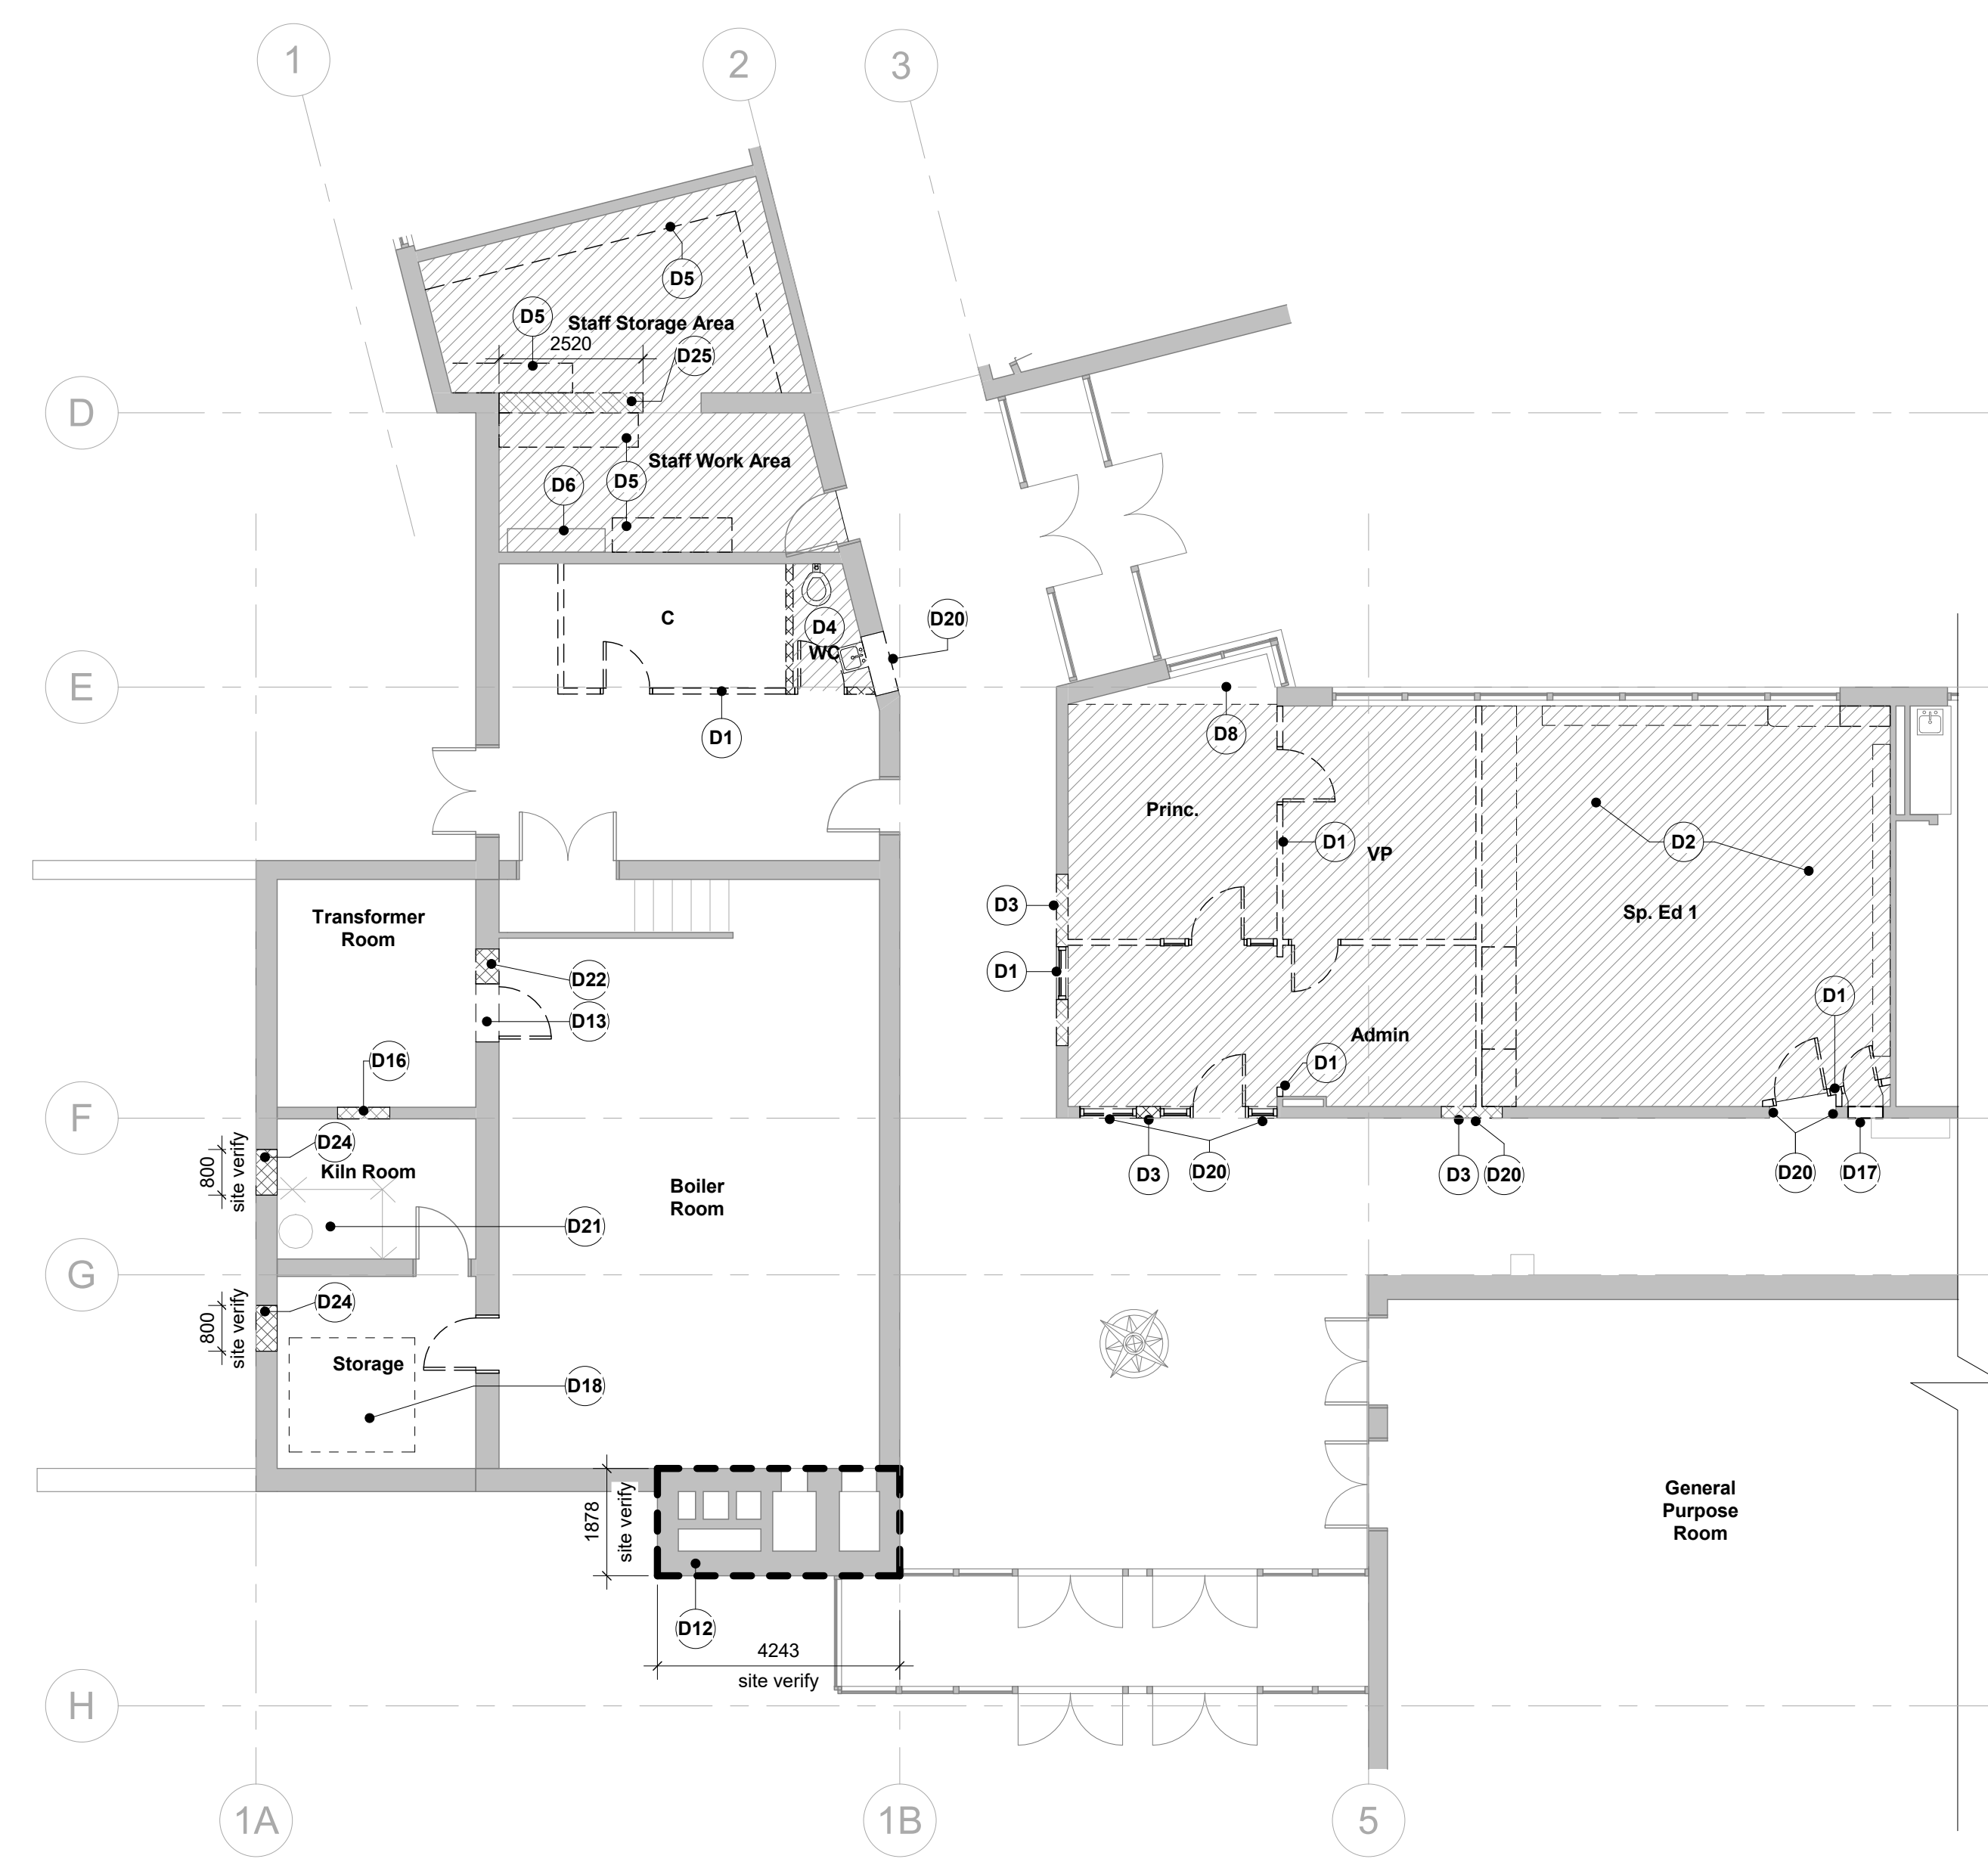 1
2
3
D5
D5
Staff Storage Area
2520
D25
D
Staff Work Area
D6
D5
C
D4
WC
D20
E
D1
D8
Princ.
D1
VP
D2
D3
Sp. Ed 1
Transformer
Room
D22
D1
D13
D1
Admin
D16
D1
F
D24
800
site verify
Kiln Room
D3
D20
D3
D20
D20
D17
Boiler
Room
D21
G
D24
800
site verify
Storage
D18
General
Purpose
Room
1878
site verify
D12
4243
site verify
H
1A
1B
5